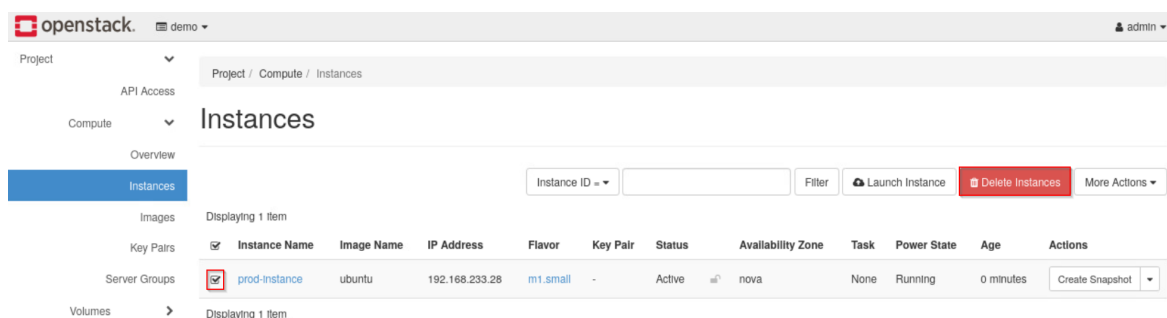 openstack. demo admin
Project
API Access
Compute
Overview
Instances
Images
Key Pairs
Server Groups
Volumes
Project / Compute / Instances
Instances
Instance ID = Filter Launch Instance Delete Instances More Actions
Displaying 1 item
Instance Name Image Name IP Address Flavor Key Pair Status Availability Zone Task Power State Age Actions
prod-instance ubuntu 192.168.233.28 m1.small - Active nova None Running 0 minutes Create Snapshot
Displaying 1 item